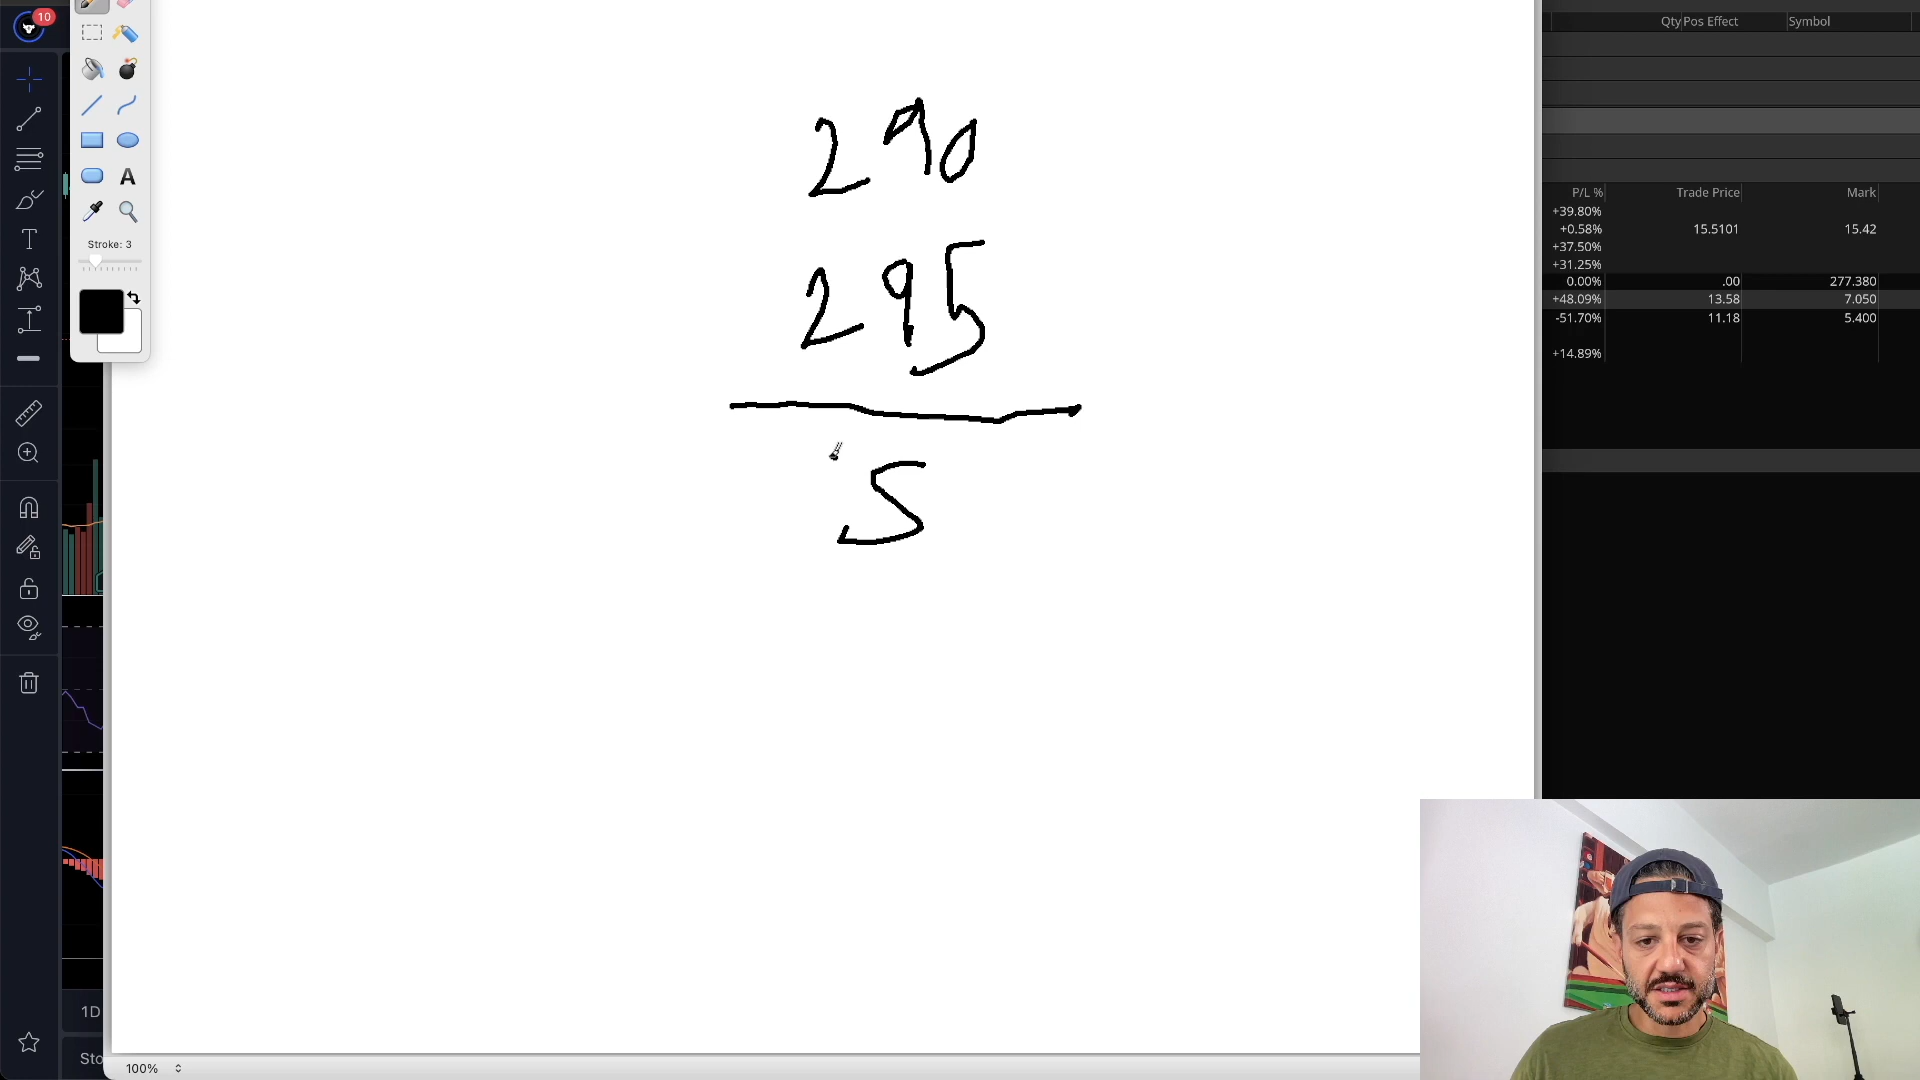 10
Qty Pos Effect Symbol
290
P/L % Trade Price Mark
+39.80%
+0.58% 15.5101 15.42
Stroke: 3
+37.50%
+31.25%
295
0.00% .00 277.380
+48.09% 13.58 7.050
-51.70% 11.18 5.400
+14.89%
5
1D
Sto
100%